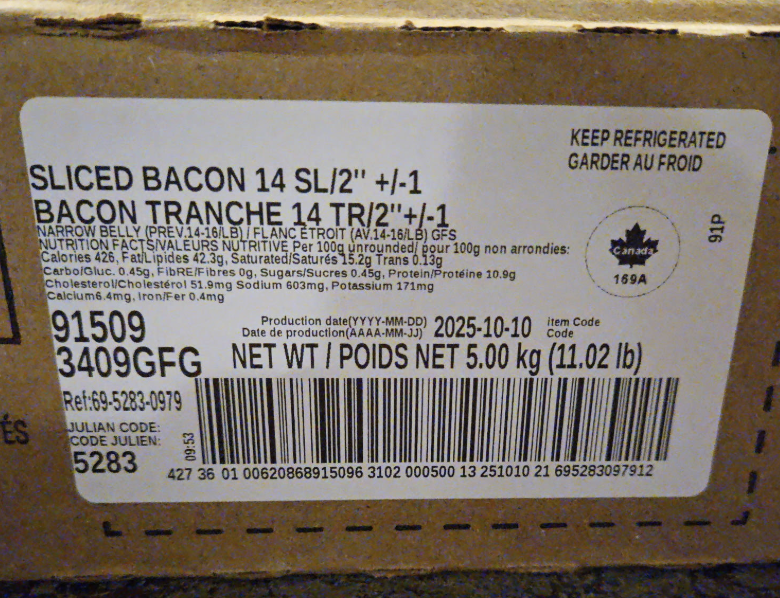 KEEP REFRIGERATED
GARDER AU FROID
SLICED BACON 14 SL/2" +/-1
BACON TRANCHE 14 TR/2"+/-1
NARROW BELLY (PREV.14-16/LB) / FLANC ETROIT (AV.14-16/LB) GFS
NUTRITION FACTS/VALEURS NUTRITIVE Per 100g unrounded/ pour 100g non arrondies:
Calories 426, Fat/Lipides 42.3g, Saturated/Saturés 15.2g Trans 0.13g
Carbo/Gluc. 0.45g, FibRE/Fibres 0g, Sugars/Sucres 0.45g, Protein/Protéine 10.9g
Cholesterol/Cholestérol 51.9mg Sodium 603mg, Potassium 171mg
Calcium6.4mg, Iron/Fer 0.4mg
Canada
169A
91P
91509
3409GFG
Production date(YYYY-MM-DD)
Date de production(AAAA-MM-JJ)
2025-10-10
item Code
Code
NET WT / POIDS NET 5.00 kg (11.02 lb)
Ref:69-5283-0979
JULIAN CODE:
CODE JULIEN:
5283
09:53
427 36 01 00620868915096 3102 000500 13 251010 21 695283097912
ÉS